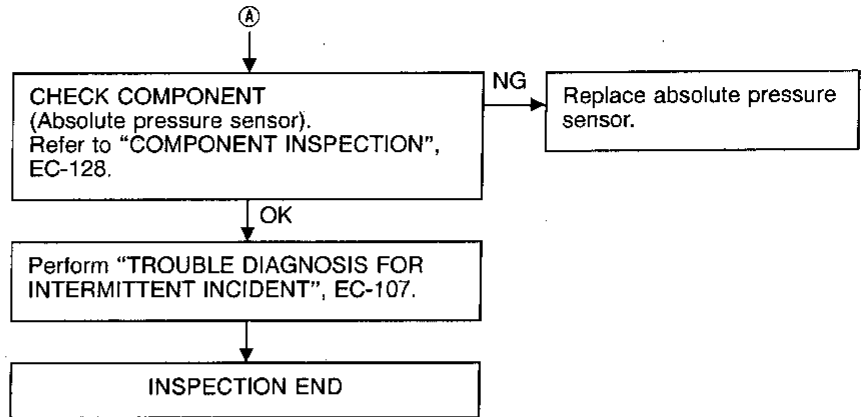 Ⓐ
CHECK COMPONENT
(Absolute pressure sensor).
Refer to “COMPONENT INSPECTION”,
EC-128.
NG
Replace absolute pressure
sensor.
OK
Perform “TROUBLE DIAGNOSIS FOR
INTERMITTENT INCIDENT”, EC-107.
INSPECTION END